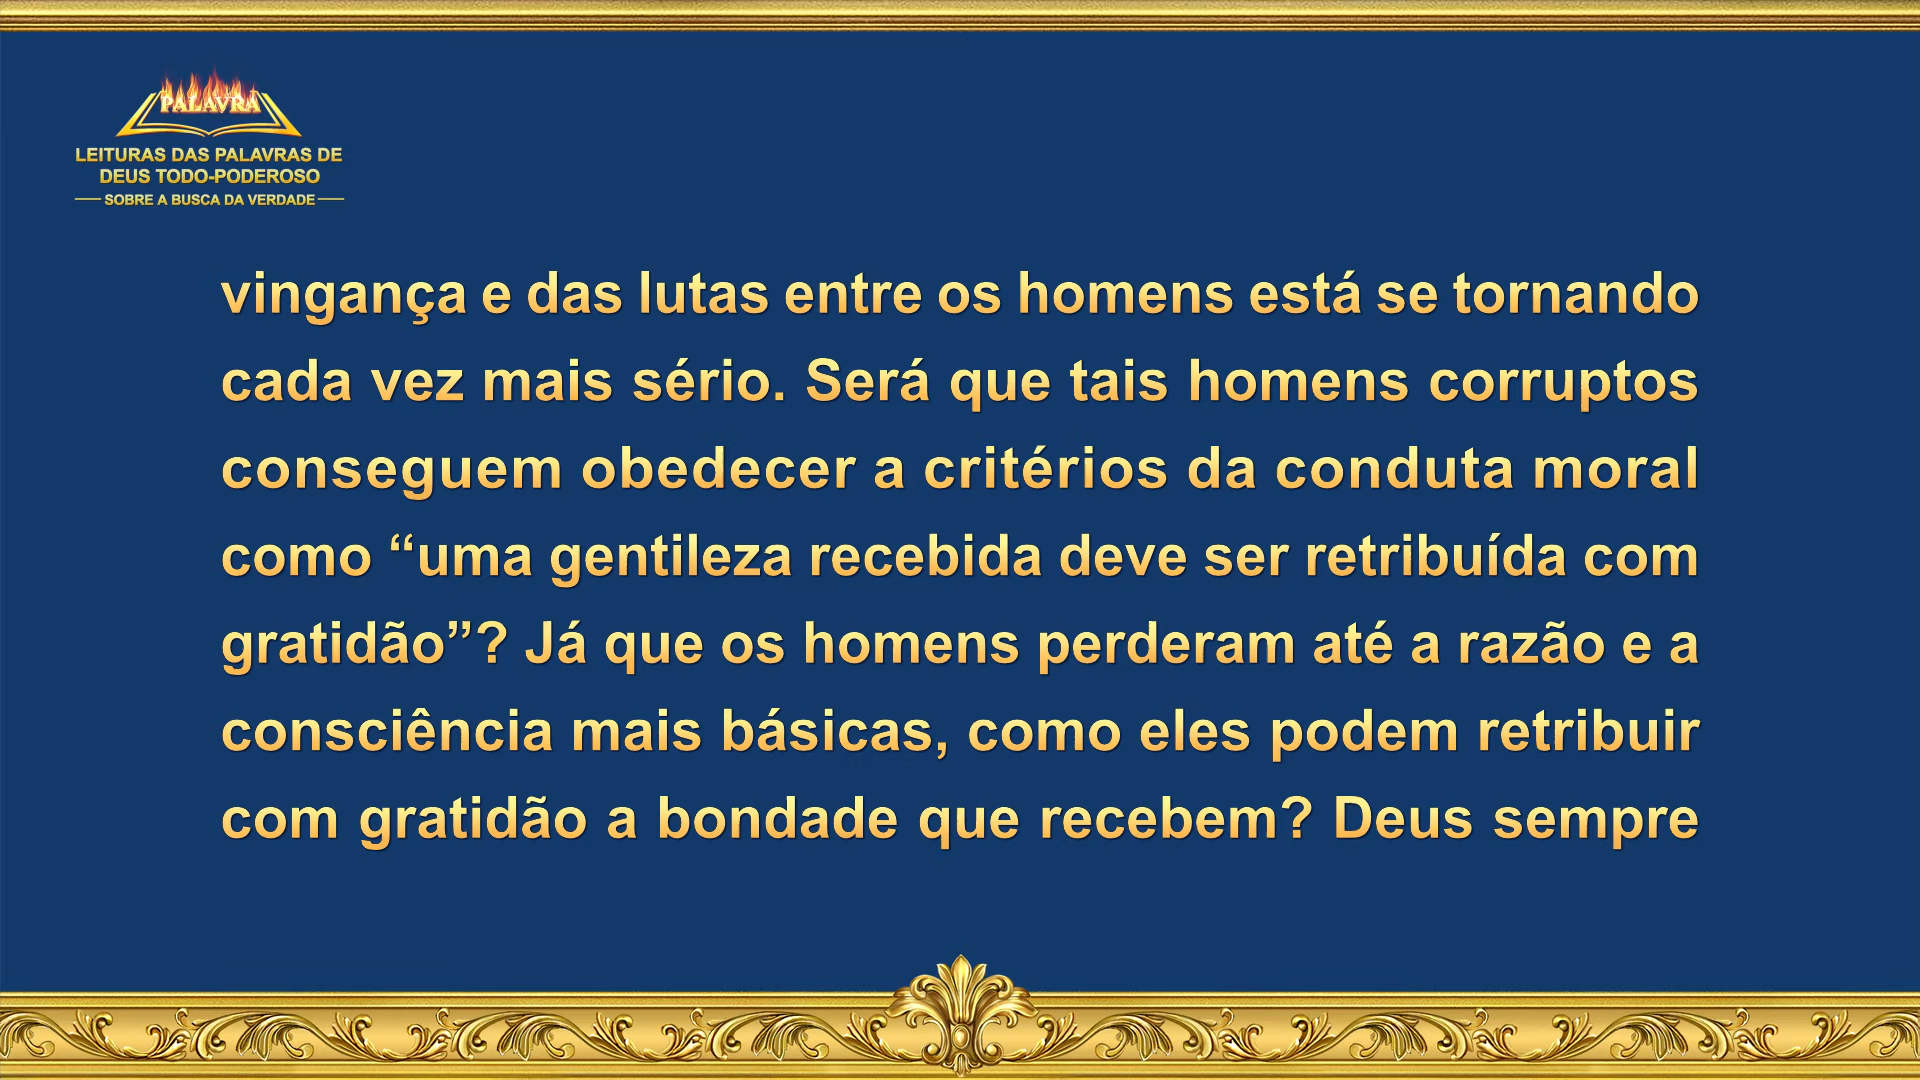 PALAVRA
LEITURAS DAS PALAVRAS DE
DEUS TODO-PODEROSO
SOBRE A BUSCA DA VERDADE
vingança e das lutas entre os homens está se tornando
cada vez mais sério. Será que tais homens corruptos
conseguem obedecer a critérios da conduta moral
como “uma gentileza recebida deve ser retribuída com
gratidão”? Já que os homens perderam até a razão e a
consciência mais básicas, como eles podem retribuir
com gratidão a bondade que recebem? Deus sempre